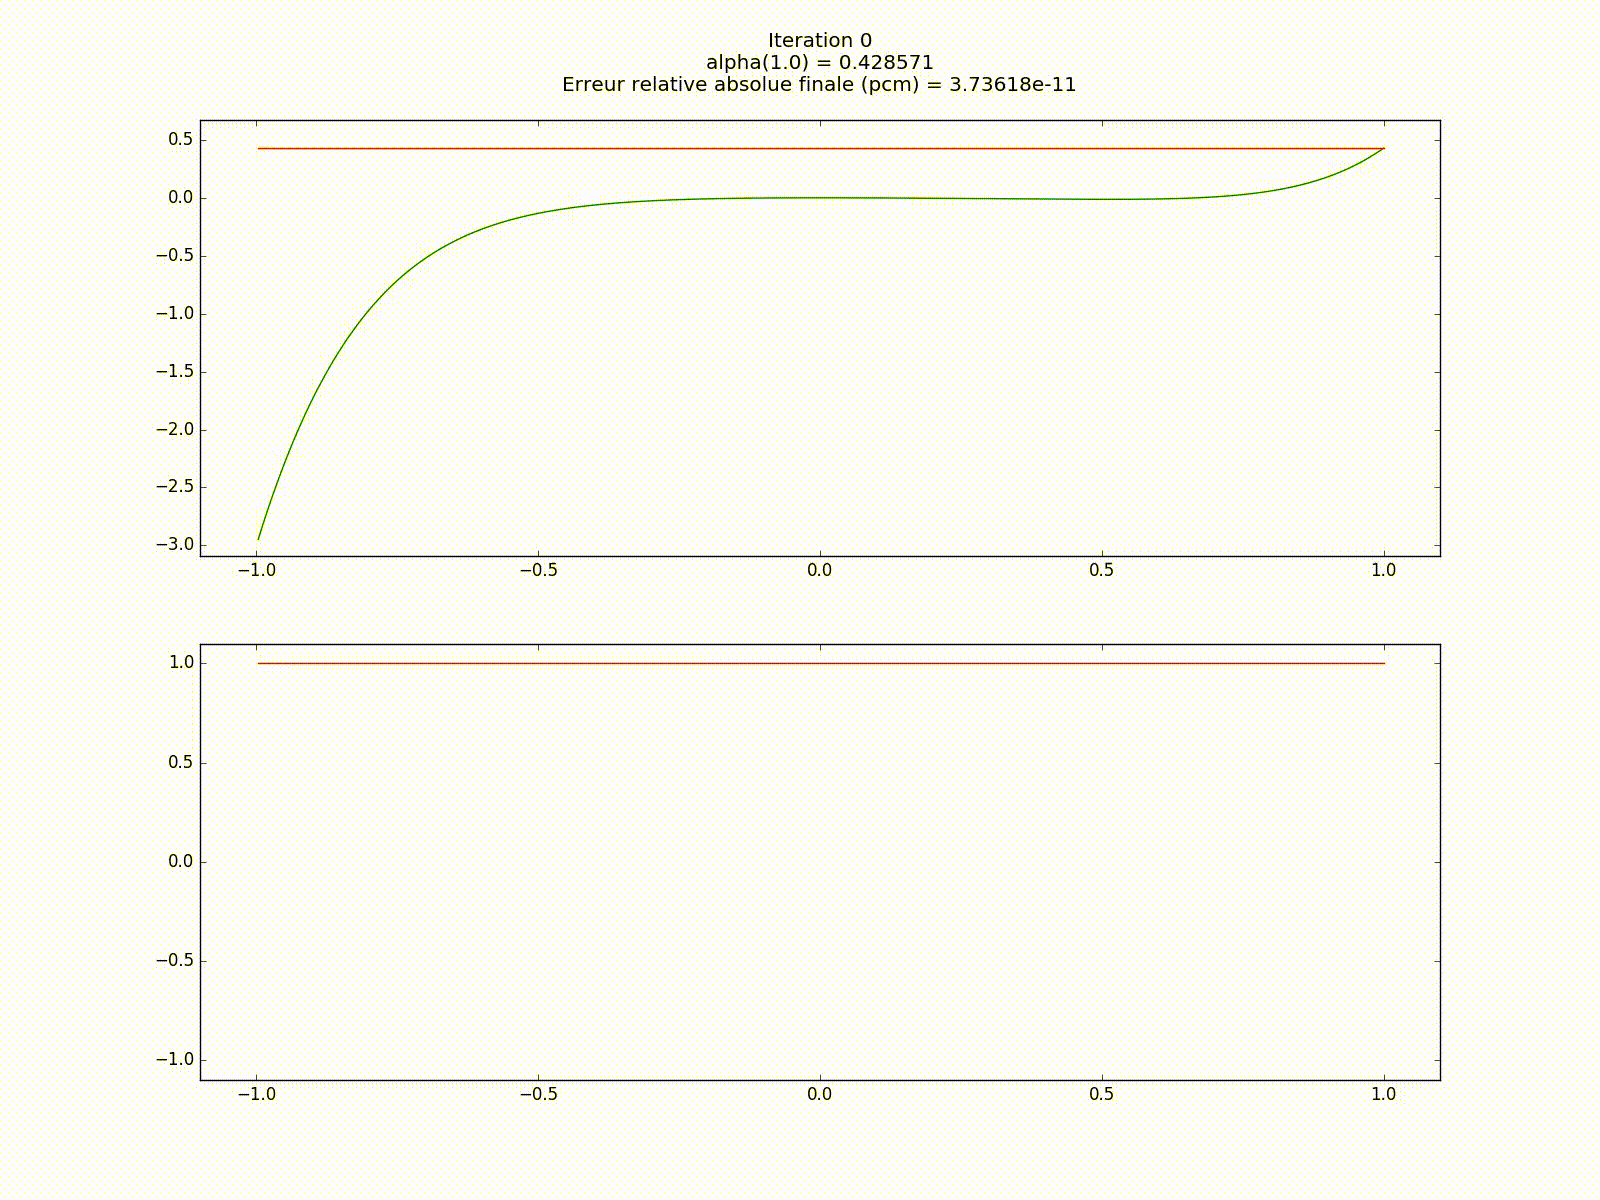 Iteration 0
alpha(1.0) = 0.428571
Erreur relative absolue finale (pcm) = 3.73618e-11
0.5
0.0
−0.5
−1.0
−1.5
−2.0
−2.5
−3.0
−1.0 −0.5 0.0 0.5 1.0
1.0
0.5
0.0
−0.5
−1.0
−1.0 −0.5 0.0 0.5 1.0